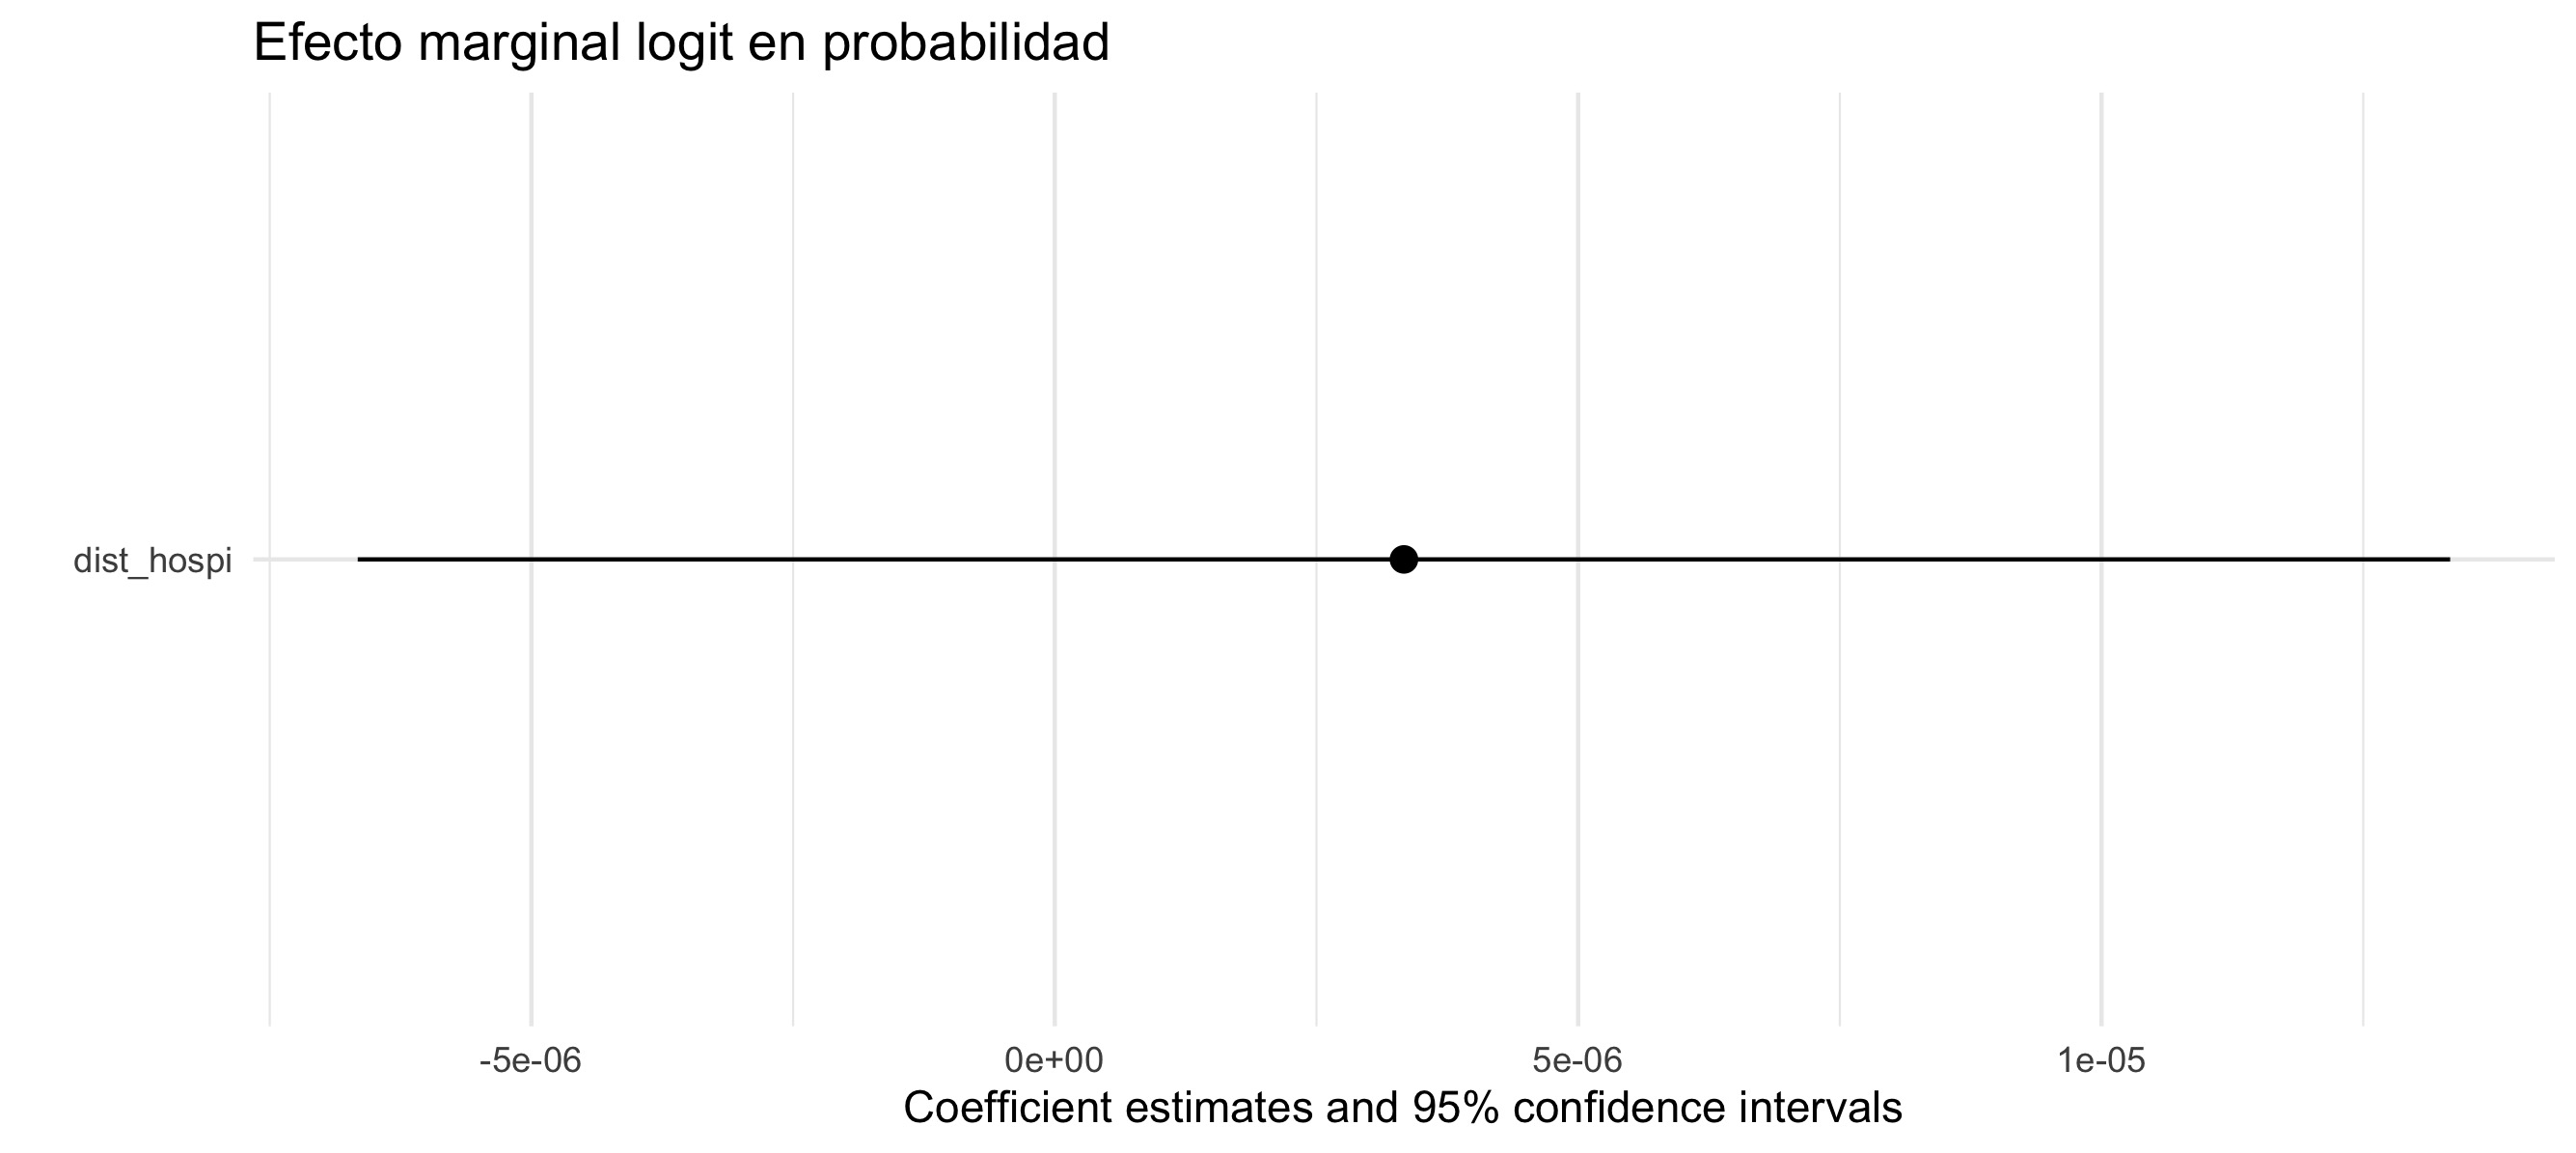 Efecto marginal logit en probabilidad
dist_hospi
-5e-06 0e+00 5e-06 1e-05
Coefficient estimates and 95% confidence intervals